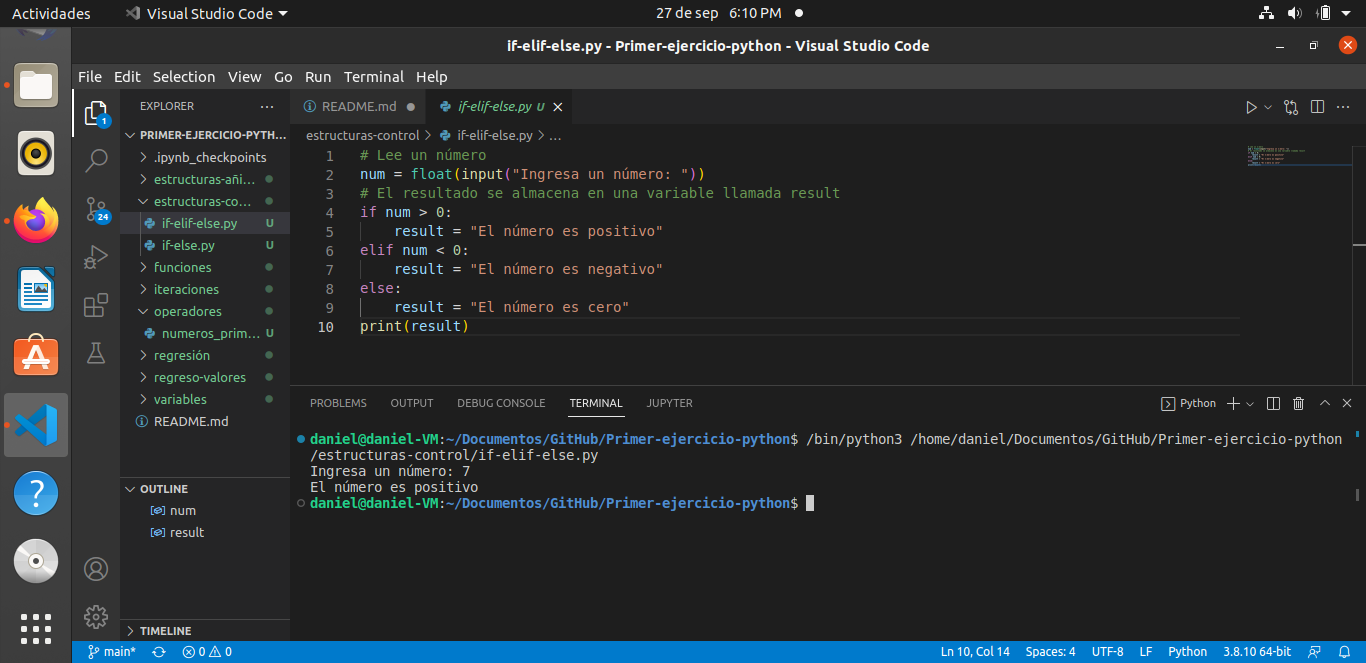 Actividades
Visual Studio Code
27 de sep 6:10 PM
if-elif-else.py - Primer-ejercicio-python - Visual Studio Code
File Edit Selection View Go Run Terminal Help
EXPLORER
PRIMER-EJERCICIO-PYTH...
.ipynb_checkpoints
estructuras-añi...
estructuras-co...
if-elif-else.py U
if-else.py U
funciones
iteraciones
operadores
numeros_prim... U
regresión
regreso-valores
variables
README.md
OUTLINE
num
result
TIMELINE
1
24
README.md
if-elif-else.py U
estructuras-control > if-elif-else.py > ...
1 # Lee un número
2 num = float(input("Ingresa un número: "))
3 # El resultado se almacena en una variable llamada result
4 if num > 0:
5 result = "El número es positivo"
6 elif num < 0:
7 result = "El número es negativo"
8 else:
9 result = "El número es cero"
10 print(result)
PROBLEMS OUTPUT DEBUG CONSOLE TERMINAL JUPYTER
Python
daniel@daniel-VM:~/Documentos/GitHub/Primer-ejercicio-python$ /bin/python3 /home/daniel/Documentos/GitHub/Primer-ejercicio-python
/estructuras-control/if-elif-else.py
Ingresa un número: 7
El número es positivo
daniel@daniel-VM:~/Documentos/GitHub/Primer-ejercicio-python$
main* 0 0
Ln 10, Col 14 Spaces: 4 UTF-8 LF Python 3.8.10 64-bit